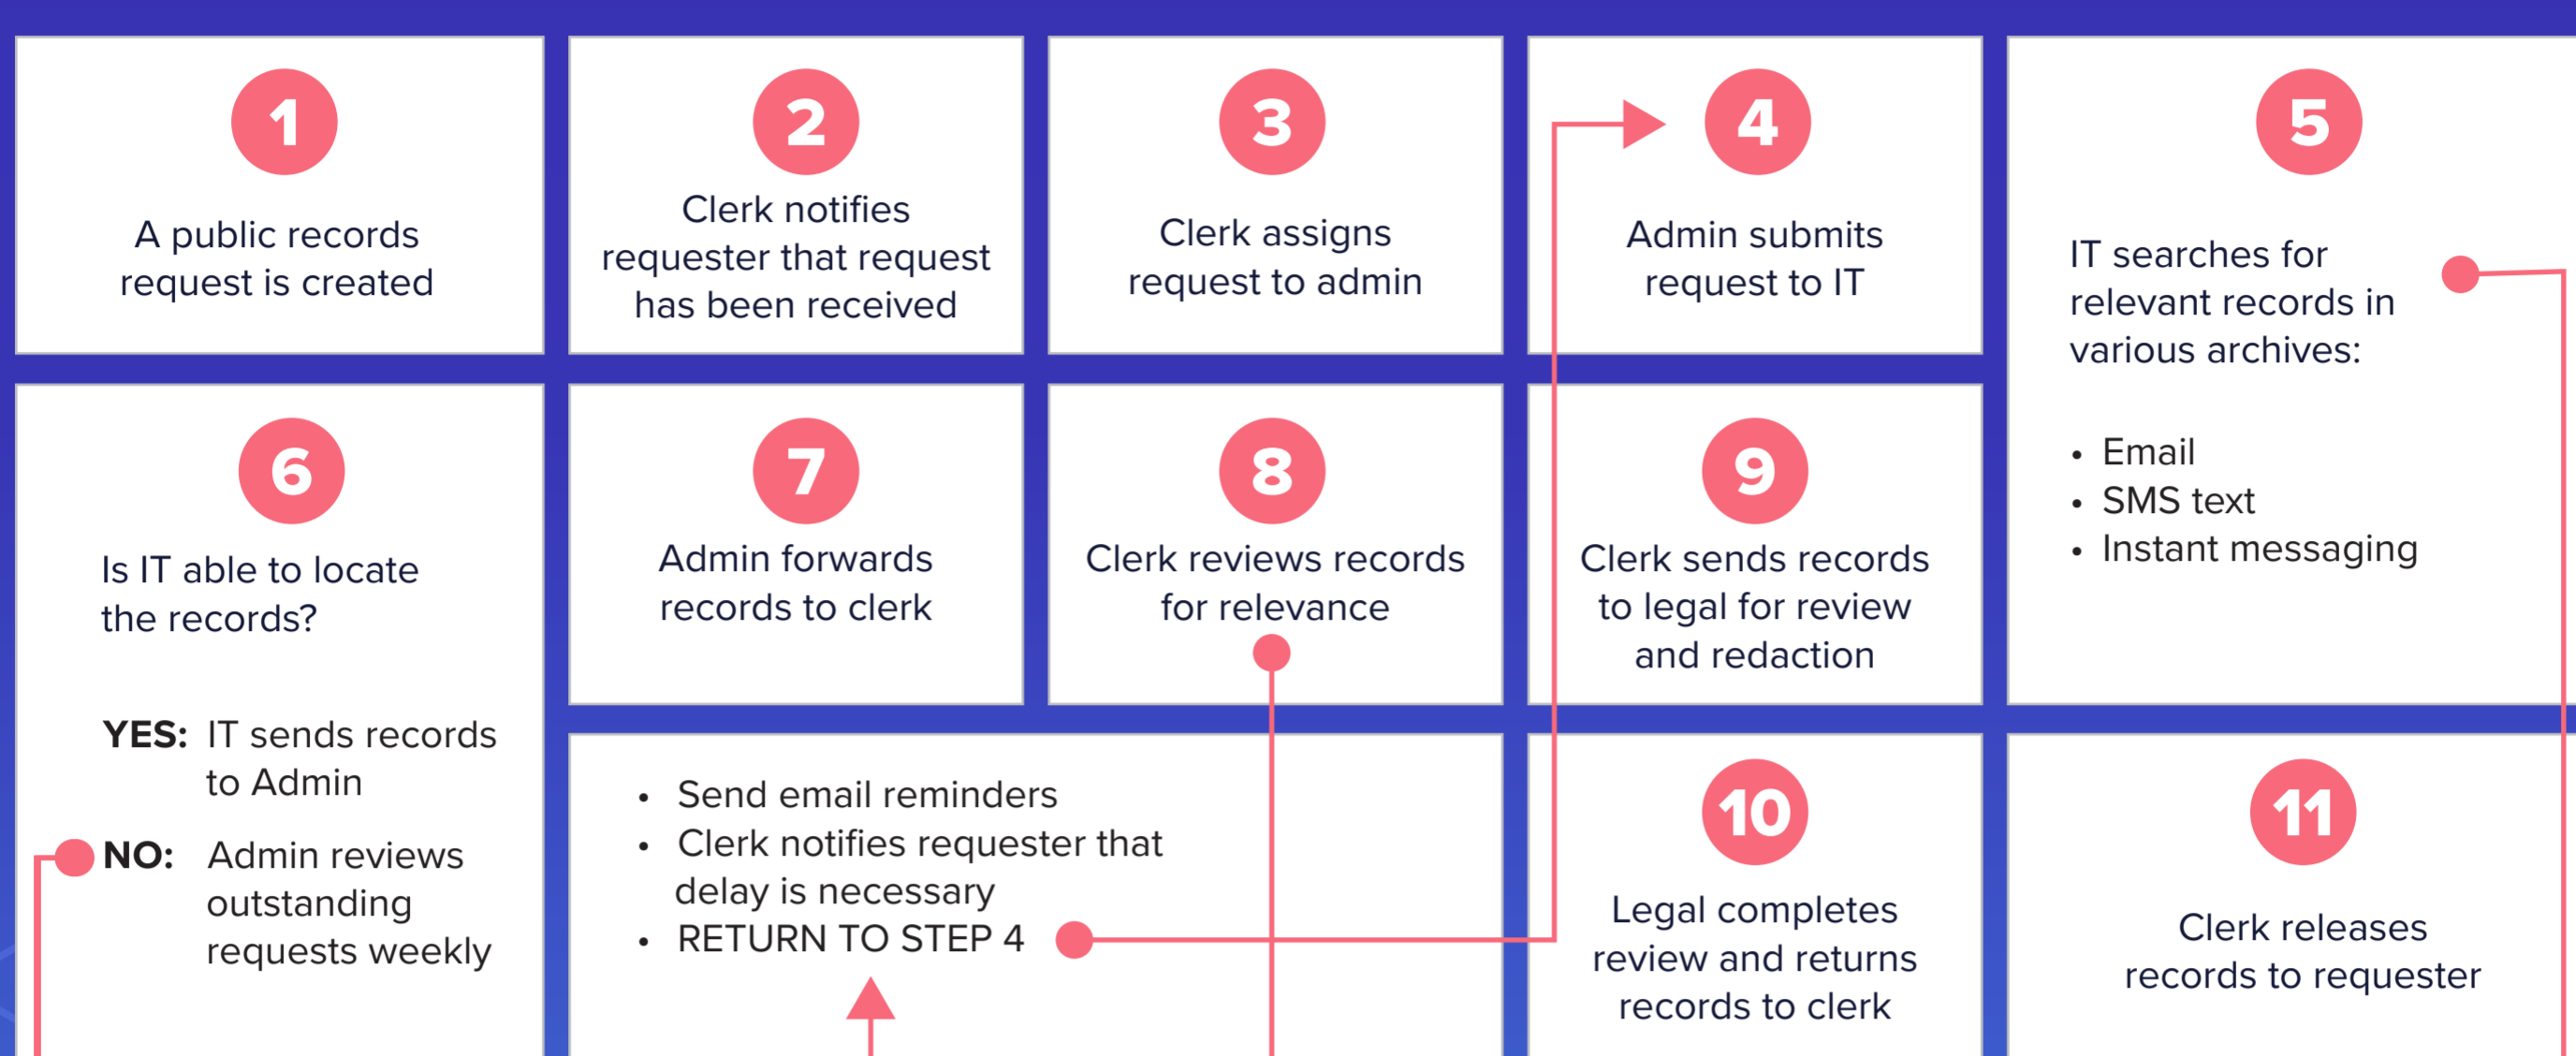 1
A public records
request is created
2
Clerk notifies
requester that request
has been received
3
Clerk assigns
request to admin
4
Admin submits
request to IT
5
IT searches for
relevant records in
various archives:
• Email
• SMS text
• Instant messaging
6
Is IT able to locate
the records?
YES: IT sends records
to Admin
NO: Admin reviews
outstanding
requests weekly
7
Admin forwards
records to clerk
8
Clerk reviews records
for relevance
9
Clerk sends records
to legal for review
and redaction
• Send email reminders
• Clerk notifies requester that
delay is necessary
• RETURN TO STEP 4
10
Legal completes
review and returns
records to clerk
11
Clerk releases
records to requester